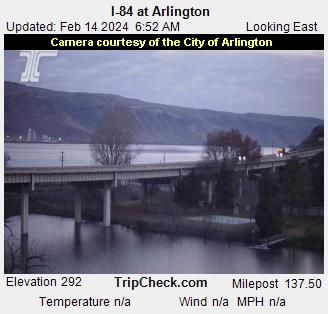 I-84 at Arlington
Updated: Feb 14 2024 6:52 AM Looking East
Camera courtesy of the City of Arlington
Elevation 292 TripCheck.com Milepost 137.50
Temperature n/a Wind n/a MPH n/a